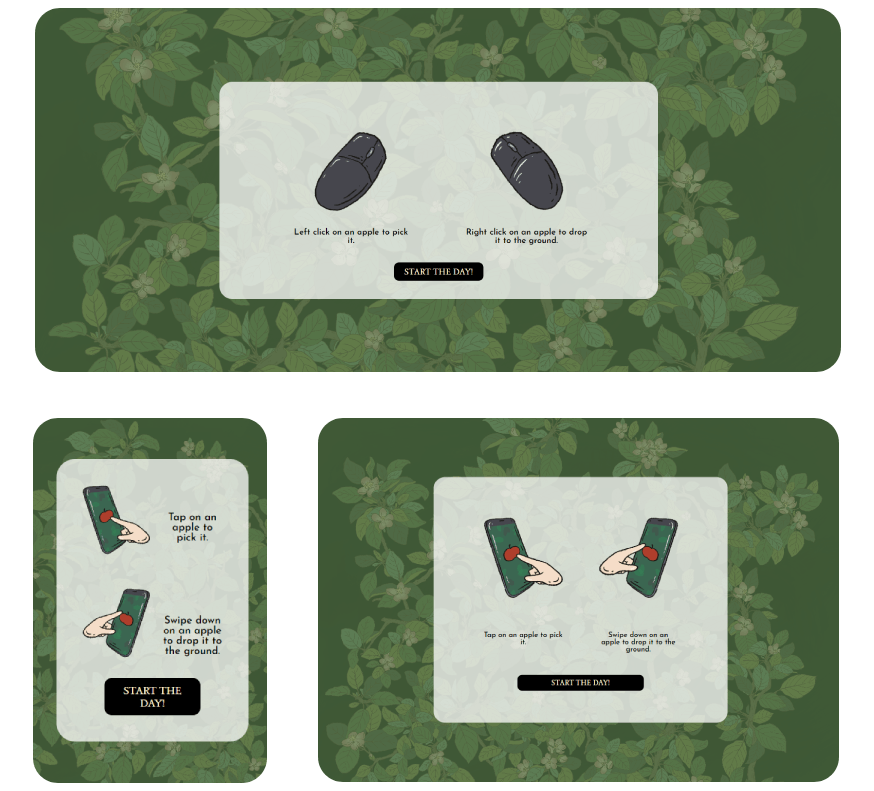 Left click on an apple to pick
it.
Right click on an apple to drop
it to the ground.
START THE DAY!
Tap on an
apple to
pick it.
Swipe down
on an apple
to drop it to
the ground.
START THE
DAY!
Tap on an apple to pick
it.
Swipe down on an
apple to drop it to the
ground.
START THE DAY!